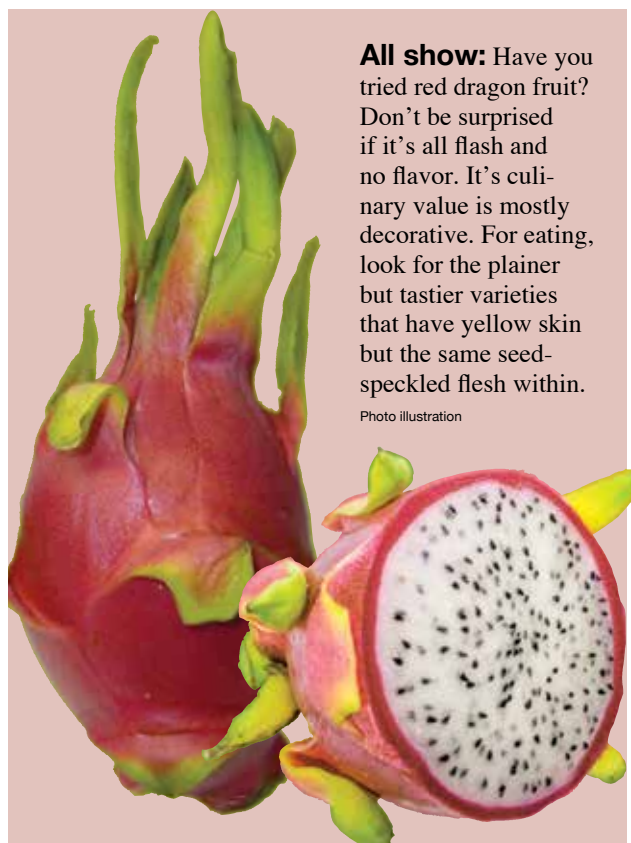 All show: Have you
tried red dragon fruit?
Don’t be surprised
if it’s all flash and
no flavor. It’s culi-
nary value is mostly
decorative. For eating,
look for the plainer
but tastier varieties
that have yellow skin
but the same seed-
speckled flesh within.
Photo illustration